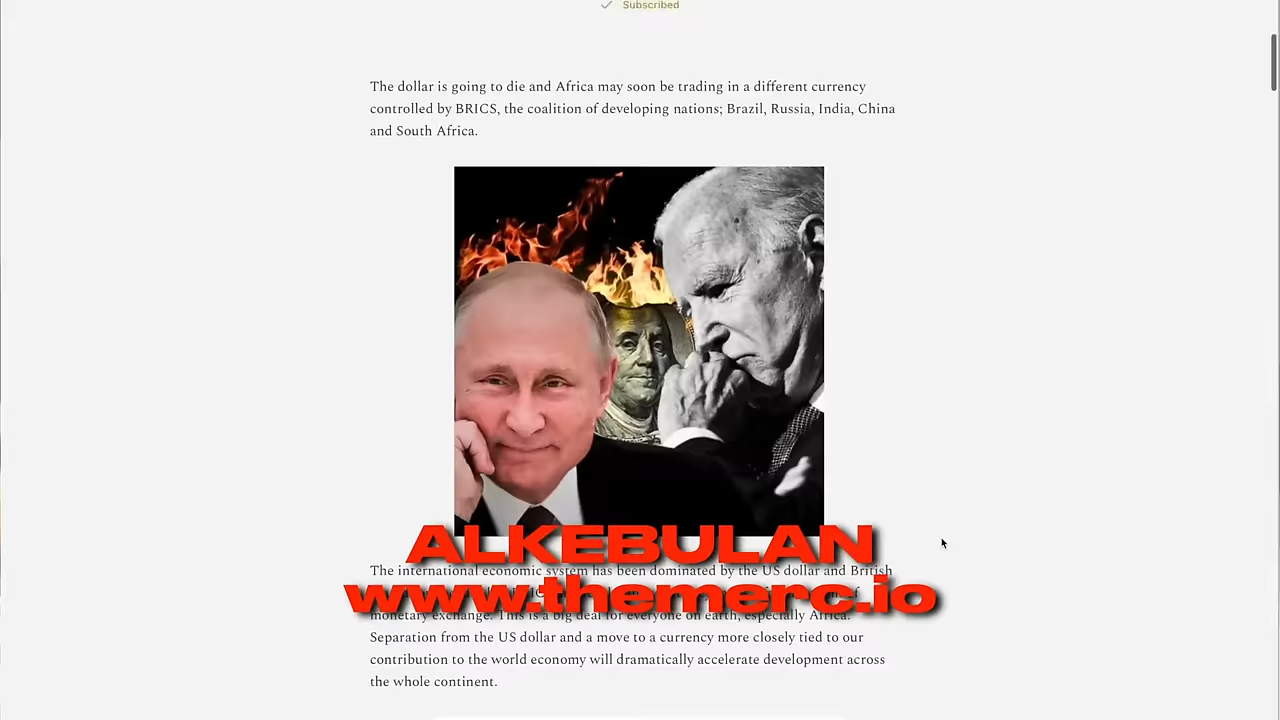 Subscribed
The dollar is going to die and Africa may soon be trading in a different currency
controlled by BRICS, the coalition of developing nations; Brazil, Russia, India, China
and South Africa.
ALKEBULAN
The international economic system has been dominated by the US dollar and British
www.themerc.io
monetary exchange. This is a big deal for everyone on earth, especially Africa.
Separation from the US dollar and a move to a currency more closely tied to our
contribution to the world economy will dramatically accelerate development across
the whole continent.